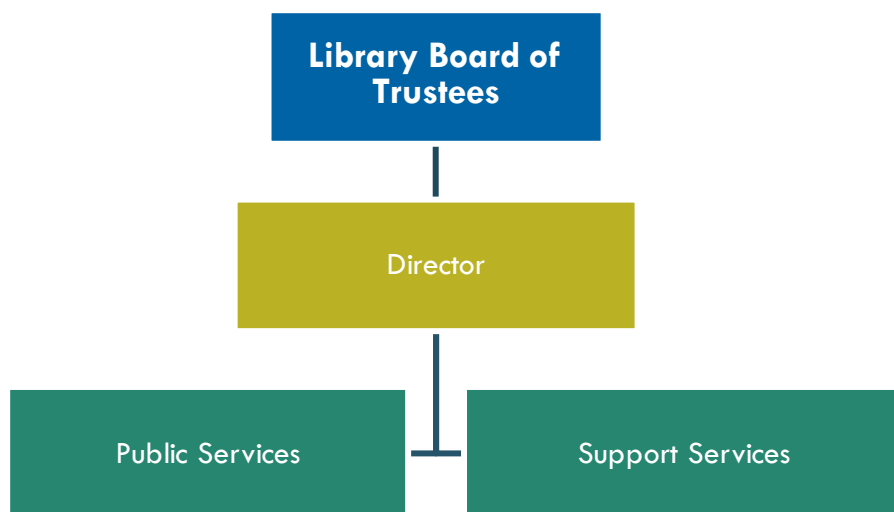 Library Board of
Trustees
Director
Public Services
Support Services